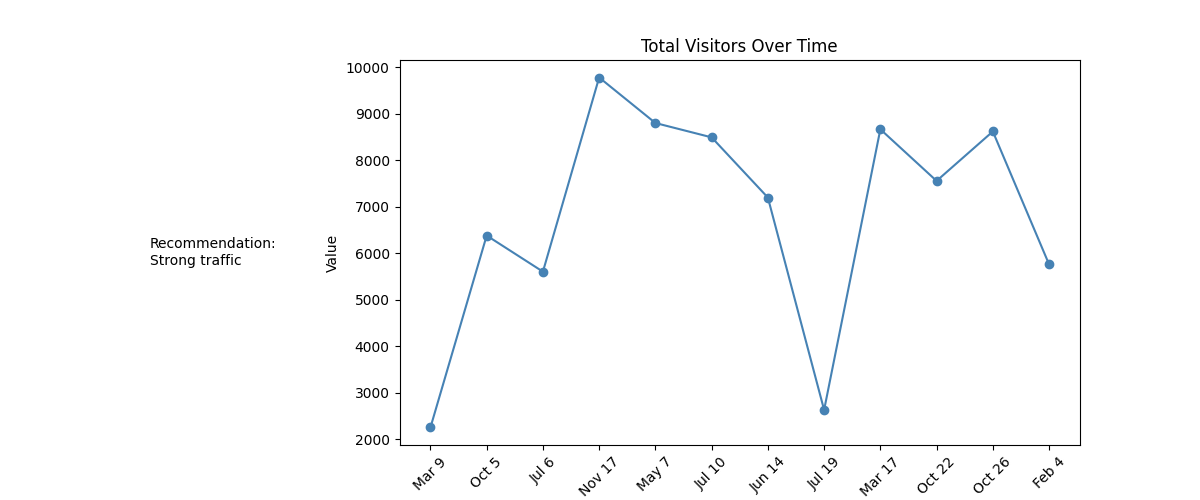 Total Visitors Over Time
Recommendation:
Strong traffic
Value
10000
9000
8000
7000
6000
5000
4000
3000
2000
Mar 9
Oct 5
Jul 6
Nov 17
May 7
Jul 10
Jun 14
Jul 19
Mar 17
Oct 22
Oct 26
Feb 4